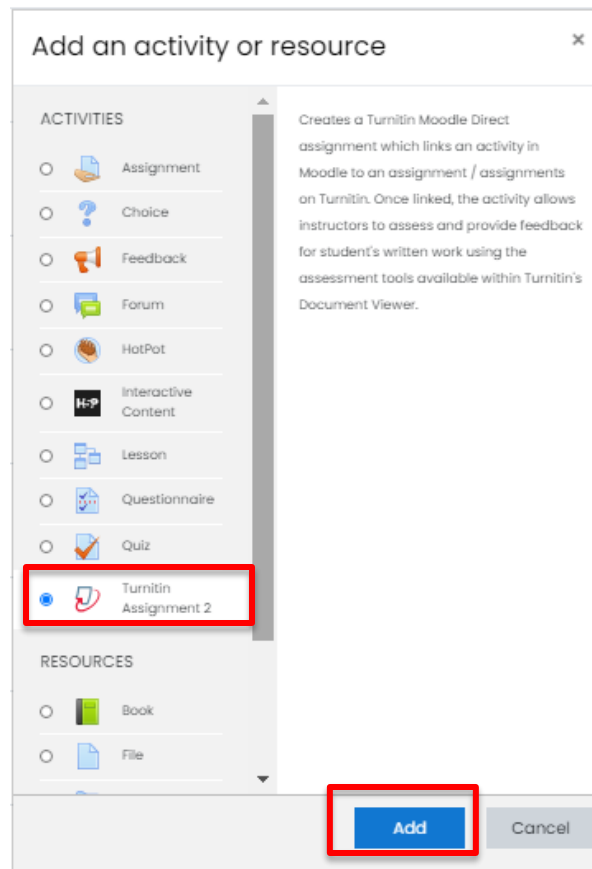 Add an activity or resource
×
ACTIVITIES
Assignment
Choice
Feedback
Forum
HotPot
H-P
Interactive
Content
Lesson
Questionnaire
Quiz
Turnitin
Assignment 2
RESOURCES
Book
File
Creates a Turnitin Moodle Direct
assignment which links an activity in
Moodle to an assignment / assignments
on Turnitin. Once linked, the activity allows
instructors to assess and provide feedback
for student's written work using the
assessment tools available within Turnitin's
Document Viewer.
Add
Cancel